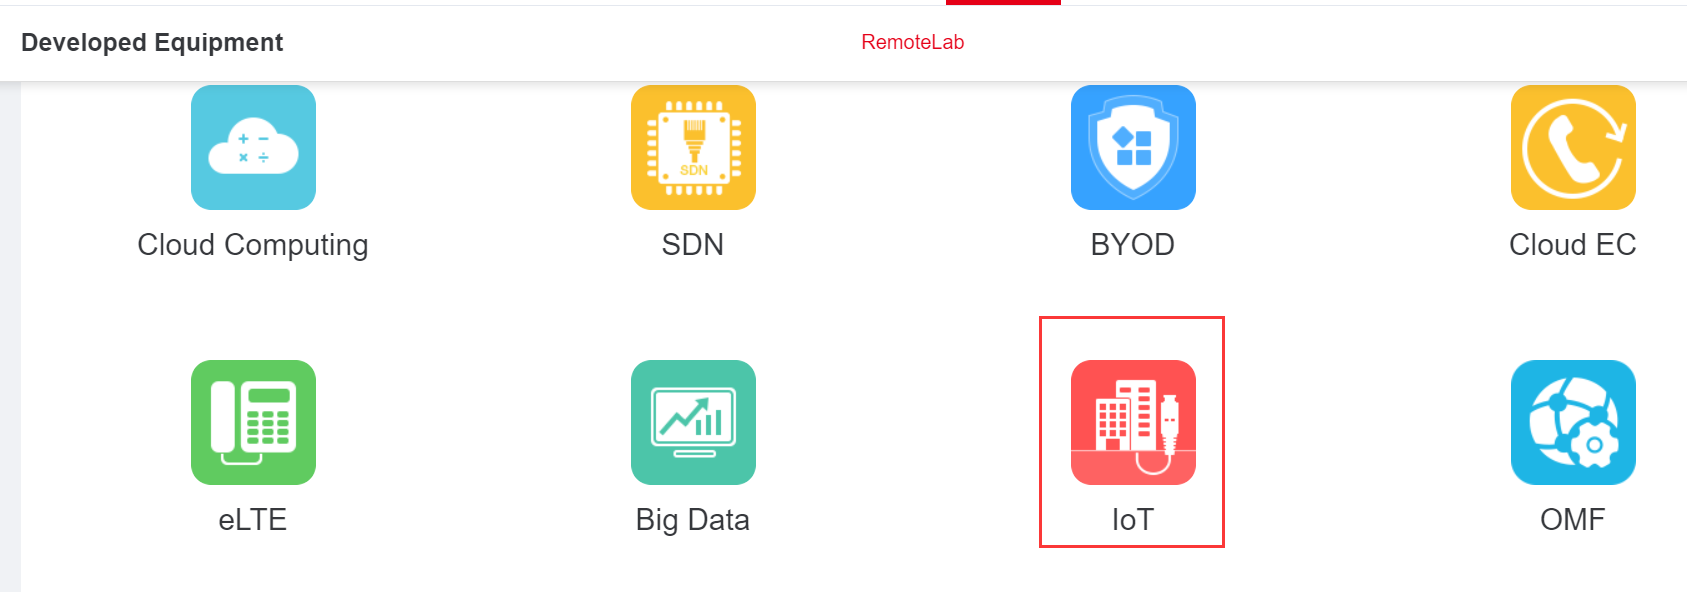 Developed Equipment
RemoteLab
SDN
Cloud Computing
SDN
BYOD
Cloud EC
eLTE
Big Data
IoT
OMF